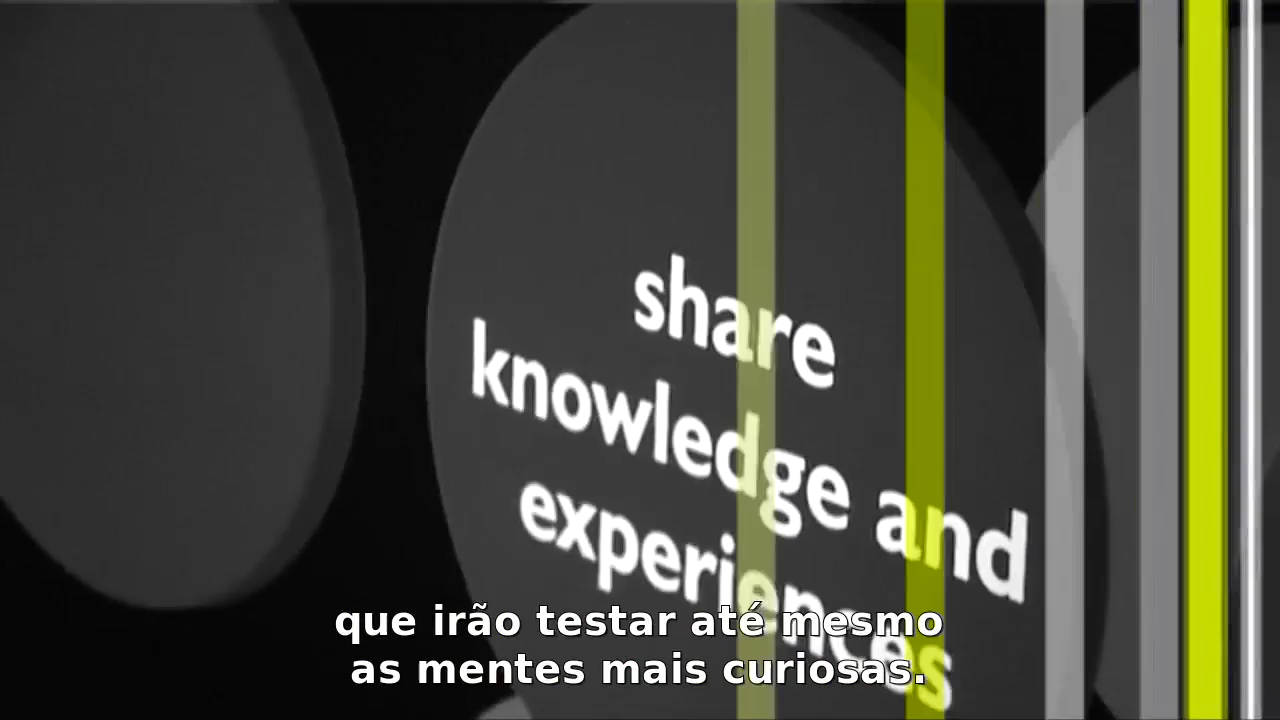 share
knowledge and
experiences
que irão testar até mesmo
as mentes mais curiosas.